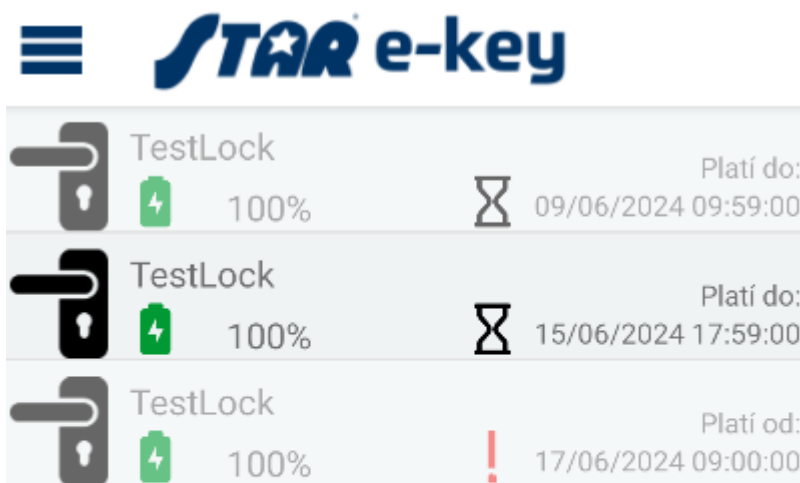 STAR e-key
TestLock
Platí do:
100%
09/06/2024 09:59:00
TestLock
Platí do:
100%
15/06/2024 17:59:00
TestLock
Platí od:
100%
17/06/2024 09:00:00